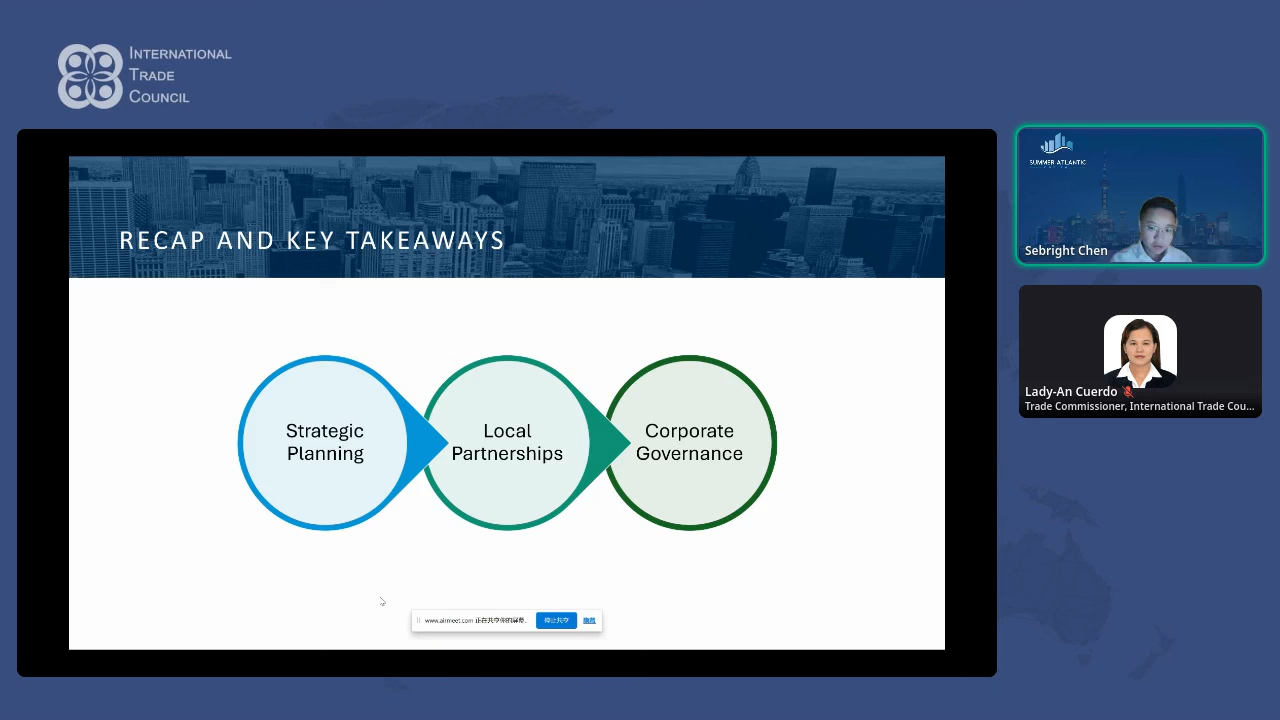 INTERNATIONAL
TRADE
COUNCIL
RECAP AND KEY TAKEAWAYS
Strategic
Planning
Local
Partnerships
Corporate
Governance
www.airmeet.com 正在共享你的屏幕。
停止共享
隐藏
SUMMER ATLANTIC
Sebright Chen
Lady-An Cuerdo
Trade Commissioner, International Trade Cou...